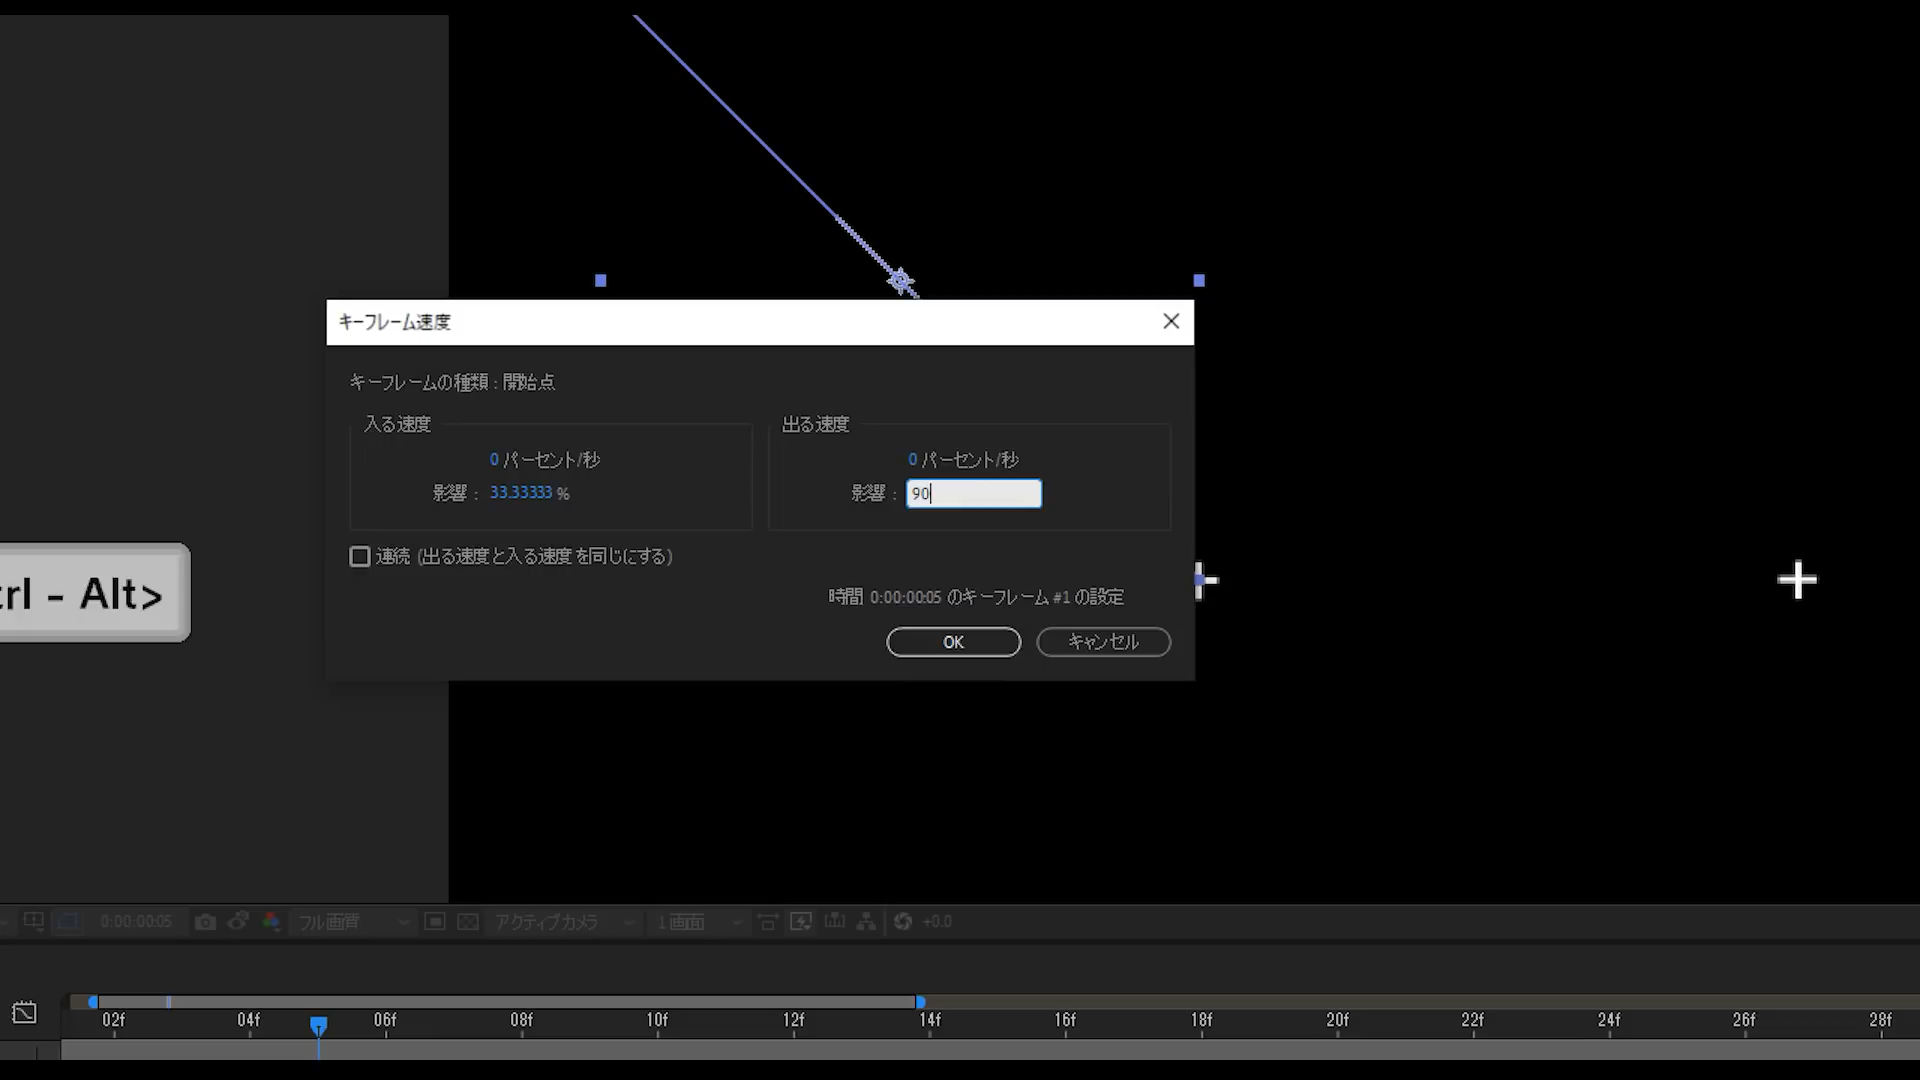 キーフレーム速度
キーフレームの種類 : 開始点
入る速度
0 パーセント/秒
影響 : 33.33333 %
出る速度
0 パーセント/秒
影響 : 90
連続 (出る速度と入る速度を同じにする)
時間 0:00:00:05 のキーフレーム #1 の設定
OK キャンセル
trl - Alt>
0:00:00:05 フル画質 アクティブカメラ 1画面 +0.0
02f 04f 06f 08f 10f 12f 14f 16f 18f 20f 22f 24f 26f 28f